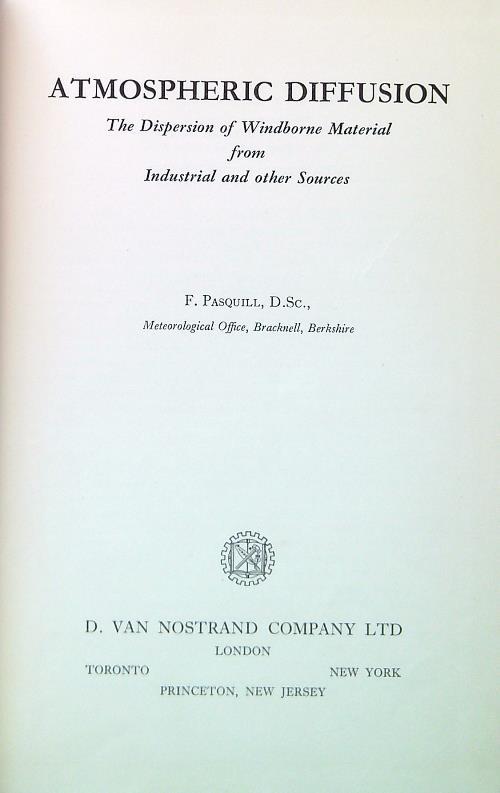 ATMOSPHERIC DIFFUSION
The Dispersion of Windborne Material
from
Industrial and other Sources
F. PASQUILL, D.SC.,
Meteorological Office, Bracknell, Berkshire
D. VAN NOSTRAND COMPANY LTD
LONDON
TORONTO NEW YORK
PRINCETON, NEW JERSEY